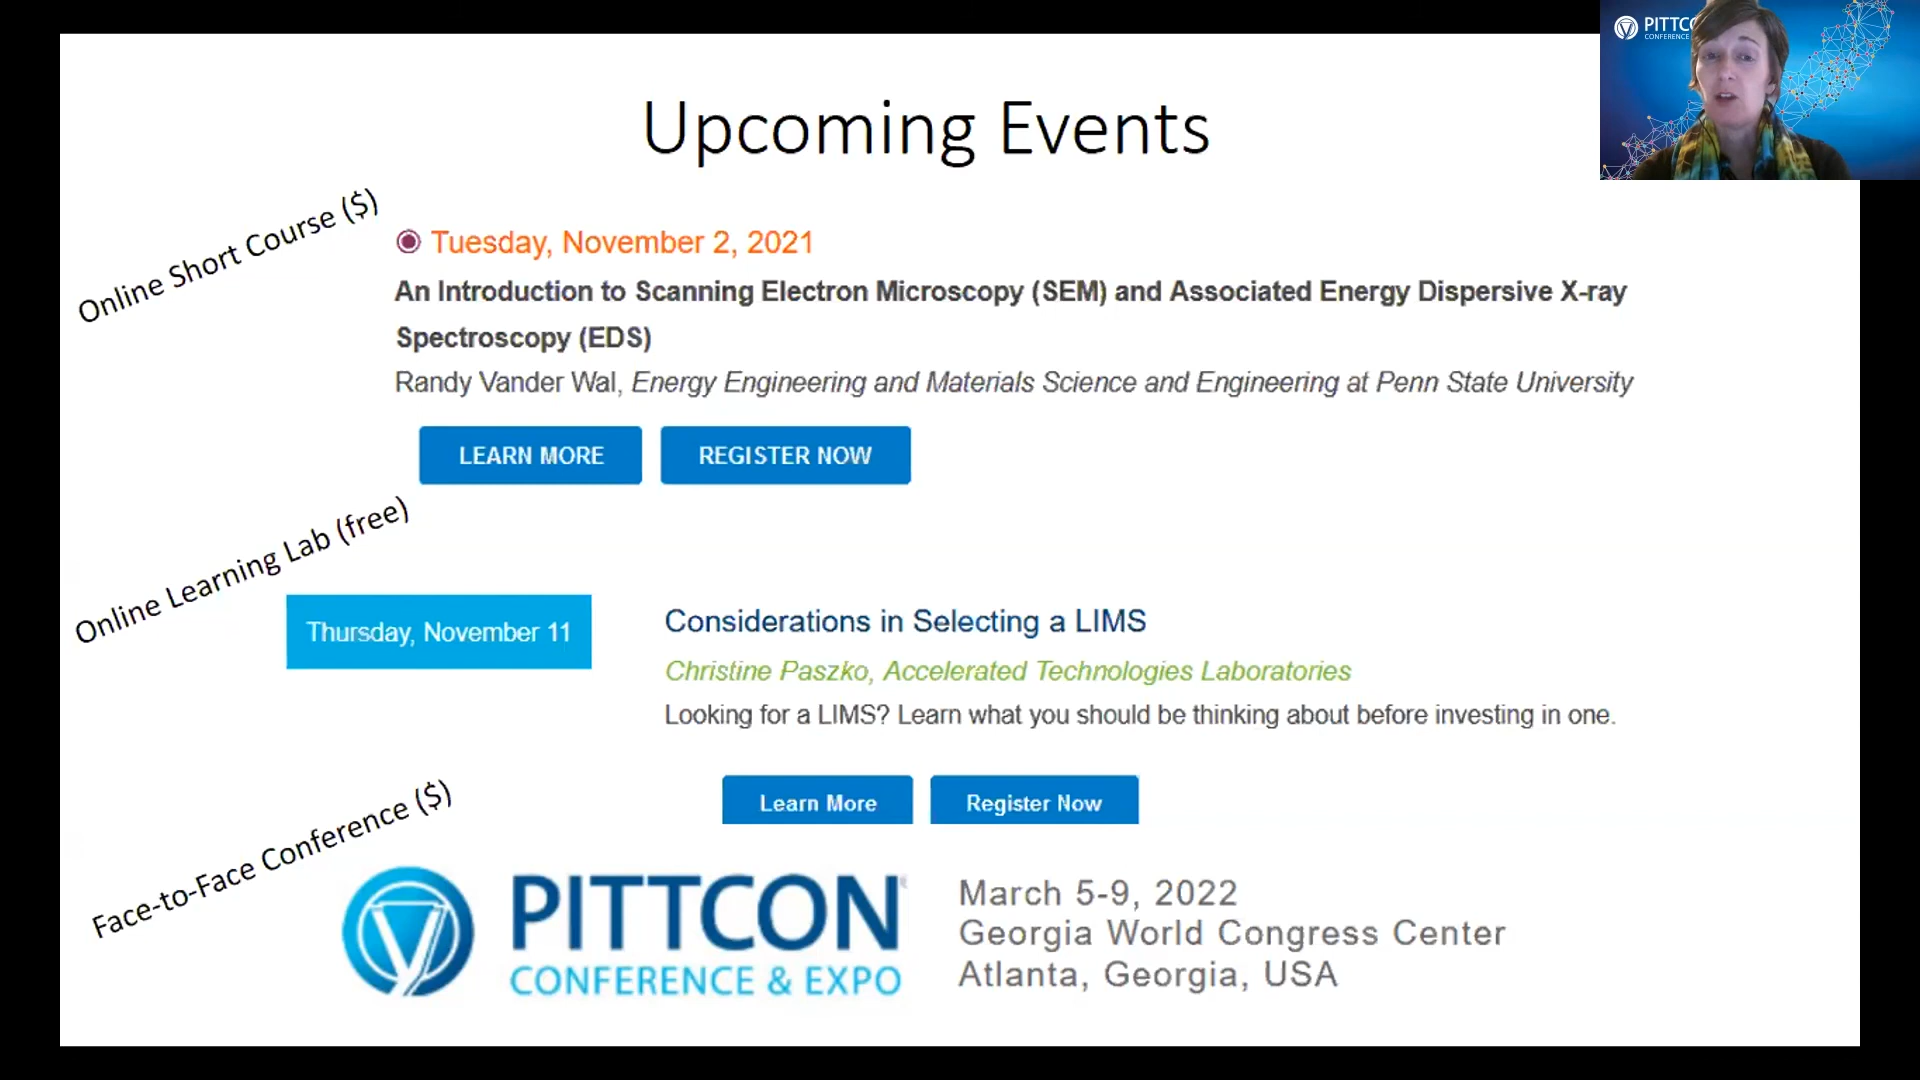 PITTC
CONFERENCE
Upcoming Events
Online Short Course ($)
Tuesday, November 2, 2021
An Introduction to Scanning Electron Microscopy (SEM) and Associated Energy Dispersive X-ray
Spectroscopy (EDS)
Randy Vander Wal, Energy Engineering and Materials Science and Engineering at Penn State University
LEARN MORE
REGISTER NOW
Online Learning Lab (free)
Thursday, November 11
Considerations in Selecting a LIMS
Christine Paszko, Accelerated Technologies Laboratories
Looking for a LIMS? Learn what you should be thinking about before investing in one.
Learn More
Register Now
Face-to-Face Conference ($)
PITTCON
CONFERENCE & EXPO
March 5-9, 2022
Georgia World Congress Center
Atlanta, Georgia, USA